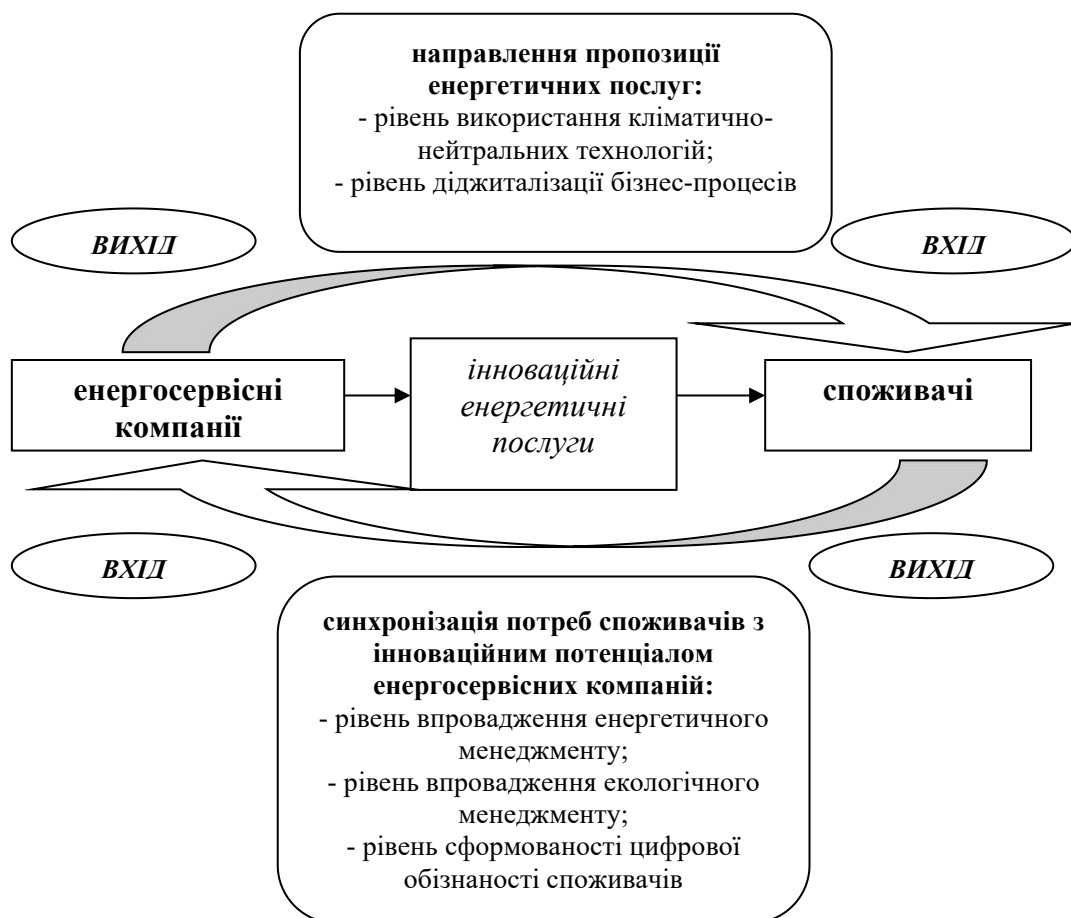 направлення пропозиції
енергетичних послуг:
- рівень використання кліматично-
нейтральних технологій;
- рівень діджиталізації бізнес-процесів
ВИХІД
ВХІД
енергосервісні
компанії
інноваційні
енергетичні
послуги
споживачі
ВХІД
ВИХІД
синхронізація потреб споживачів з
інноваційним потенціалом
енергосервісних компаній:
- рівень впровадження енергетичного
менеджменту;
- рівень впровадження екологічного
менеджменту;
- рівень сформованості цифрової
обізнаності споживачів